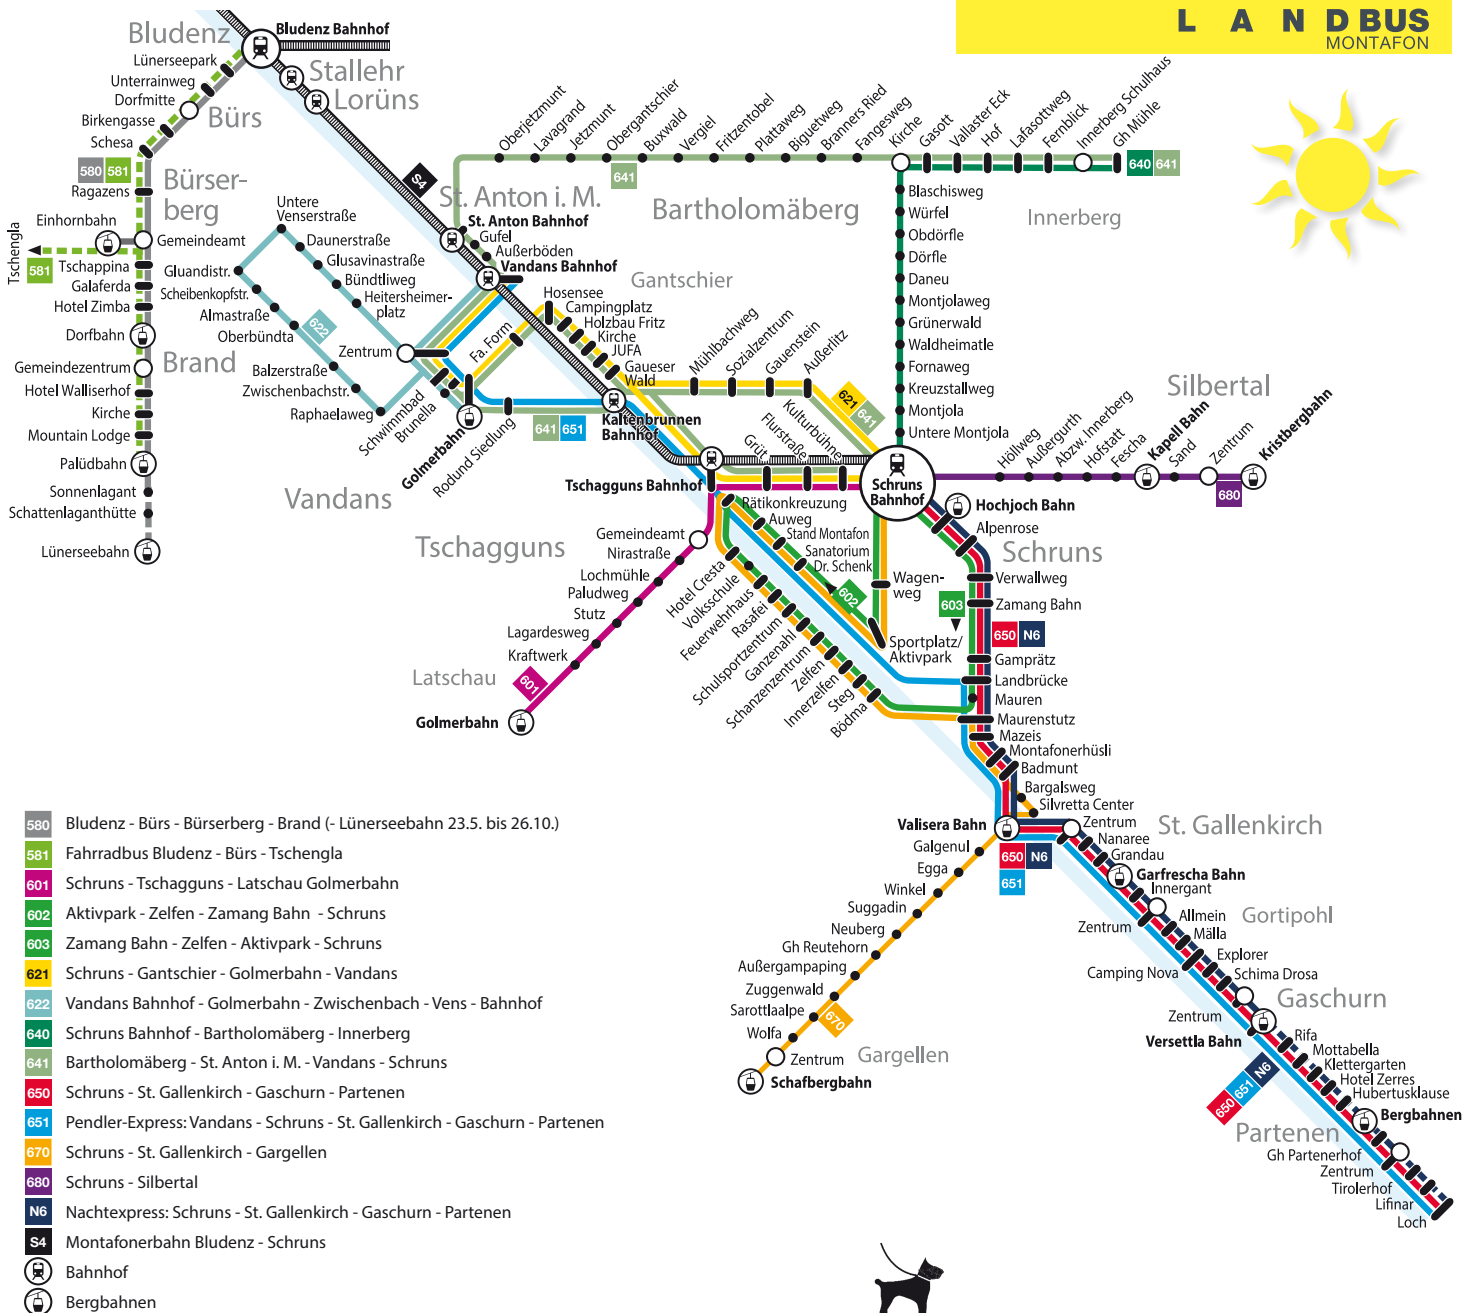 LANDBUS
MONTAFON
Bludenz
Bludenz Bahnhof
Lünerseepark
Unterrainweg
Dorfmitte
Birkengasse
Schesa
Bürs
Stallehr
Lorüns
580 581
Ragazens
Bürser-
berg
Einhornbahn
Gemeindeamt
Tschengla
581
Tschappina
Galaferda
Hotel Zimba
Dorfbahn
Gemeindezentrum
Brand
Hotel Walliserhof
Kirche
Mountain Lodge
Palüdbahn
Sonnenlagant
Schattenlaganthütte
Lünerseebahn
S4
St. Anton i. M.
St. Anton Bahnhof
Gufel
Außerböden
Vandans Bahnhof
Untere
Venserstraße
Daunerstraße
Glusavinastraße
Bündtliweg
Heitersheimer-
platz
Gluandistr.
Scheibenkopfstr.
Almastraße
Oberbündta
622
Zentrum
Balzerstraße
Zwischenbachstr.
Raphaelaweg
Schwimmbad
Brunella
Golmerbahn
Rodund Siedlung
Fa. Form
641 651
Vandans
Oberjetzmunt
Lavagrand
Jetzmunt
Obergantschier
Buxwald
Vergiel
Fritzentobel
Plattaweg
Biguetweg
Branners Ried
Fangesweg
Kirche
Gasott
Vallaster Eck
Hof
Lafasottweg
Fernblick
Innerberg Schulhaus
Gh Mühle
641
640 641
Bartholomäberg
Innerberg
Blaschisweg
Würfel
Obdörfle
Dörfle
Daneu
Montjolaweg
Grünerwald
Waldheimatle
Fornaweg
Kreuzstallweg
Montjola
Untere Montjola
Gantschier
Hosensee
Campingplatz
Holzbau Fritz
Kirche
JUFA
Gaueser
Wald
Kaltenbrunnen
Bahnhof
Mühlbachweg
Sozialzentrum
Gauenstein
Außerlitz
621
641
Grüt
Flurstraße
Kulturbühne
Tschagguns Bahnhof
Schruns
Bahnhof
Silbertal
Höllweg
Außergurth
Abzw. Innerberg
Hofstatt
Fescha
Kapell Bahn
Sand
Zentrum
Kristbergbahn
680
Hochjoch Bahn
Alpenrose
Schruns
Verwallweg
Zamang Bahn
603
650 N6
Gamprätz
Landbrücke
Mauren
Maurenstutz
Mazeis
Montafonerhüsli
Badmunt
Bargalsweg
Silvretta Center
Rätikonkreuzung
Auweg
Stand Montafon
Sanatorium
Dr. Schenk
602
Wagen-
weg
Sportplatz/
Aktivpark
Tschagguns
Gemeindeamt
Nirastraße
Lochmühle
Paludweg
Stutz
Lagardesweg
Kraftwerk
Latschau
601
Golmerbahn
Hotel Cresta
Volksschule
Feuerwehrhaus
Rasafei
Schulsportzentrum
Ganzenahl
Schanzenzentrum
Zelfen
Innerzelfen
Steg
Bödma
Valisera Bahn
650 N6
651
Zentrum
St. Gallenkirch
Nanaree
Grandau
Garfrescha Bahn
Innergant
Zentrum
Gortipohl
Allmein
Mälla
Camping Nova
Explorer
Schima Drosa
Gaschurn
Zentrum
Versettla Bahn
Rifa
Mottabella
Klettergarten
Hotel Zerres
Hubertusklause
650 651 N6
Bergbahnen
Partenen
Gh Partenerhof
Zentrum
Tirolerhof
Lifinar
Loch
Galgenul
Egga
Winkel
Suggadin
Neuberg
Gh Reutehorn
Außergampaping
Zuggenwald
Sarottlaalpe
Wolfa
670
Zentrum
Gargellen
Schafbergbahn
580 Bludenz - Bürs - Bürserberg - Brand (- Lünerseebahn 23.5. bis 26.10.)
581 Fahrradbus Bludenz - Bürs - Tschengla
601 Schruns - Tschagguns - Latschau Golmerbahn
602 Aktivpark - Zelfen - Zamang Bahn - Schruns
603 Zamang Bahn - Zelfen - Aktivpark - Schruns
621 Schruns - Gantschier - Golmerbahn - Vandans
622 Vandans Bahnhof - Golmerbahn - Zwischenbach - Vens - Bahnhof
640 Schruns Bahnhof - Bartholomäberg - Innerberg
641 Bartholomäberg - St. Anton i. M. - Vandans - Schruns
650 Schruns - St. Gallenkirch - Gaschurn - Partenen
651 Pendler-Express: Vandans - Schruns - St. Gallenkirch - Gaschurn - Partenen
670 Schruns - St. Gallenkirch - Gargellen
680 Schruns - Silbertal
N6 Nachtexpress: Schruns - St. Gallenkirch - Gaschurn - Partenen
S4 Montafonerbahn Bludenz - Schruns
Bahnhof
Bergbahnen